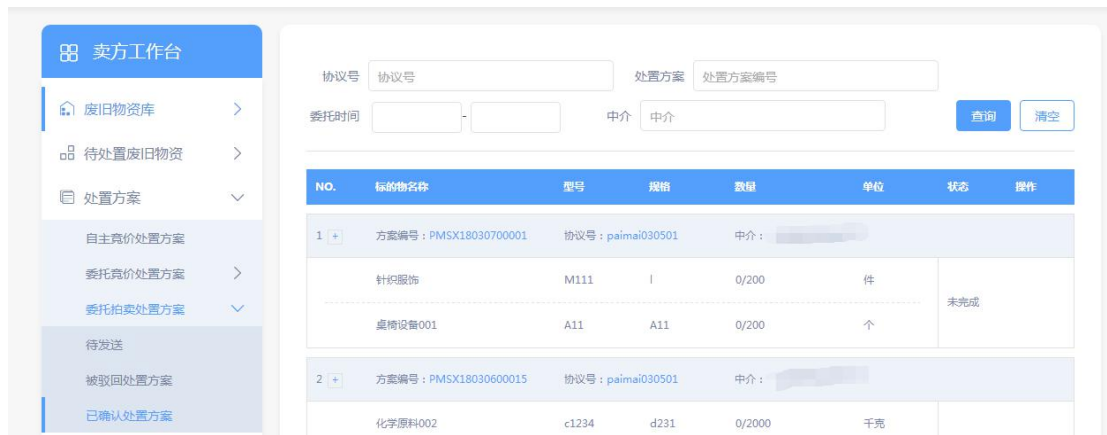 卖方工作台
废旧物资库
待处置废旧物资
处置方案
自主竞价处置方案
委托竞价处置方案
委托拍卖处置方案
待发送
被驳回处置方案
已确认处置方案
协议号 协议号 处置方案 处置方案编号
委托时间 - 中介 中介 查询 清空
NO. 标的物名称 型号 规格 数量 单位 状态 操作
1 + 方案编号：PMSX18030700001 协议号：paimai030501 中介：
针织服饰 M111 l 0/200 件
未完成
桌椅设备001 A11 A11 0/200 个
2 + 方案编号：PMSX18030600015 协议号：paimai030501 中介：
化学原料002 c1234 d231 0/2000 千克